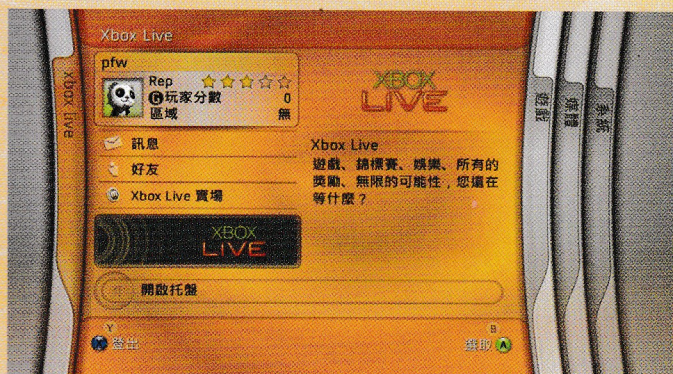 Xbox Live
pfw
Rep
G玩家分數 0
區域 無
訊息
好友
Xbox Live 賣場
XBOX
LIVE
開啟托盤
XBOX
LIVE
Xbox Live
遊戲、錦標賽、娛樂、所有的
獎勵、無限的可能性，您還在
等什麼？
xbox live
遊戲
媒體
系統
Y
X 登出
B
選取 A